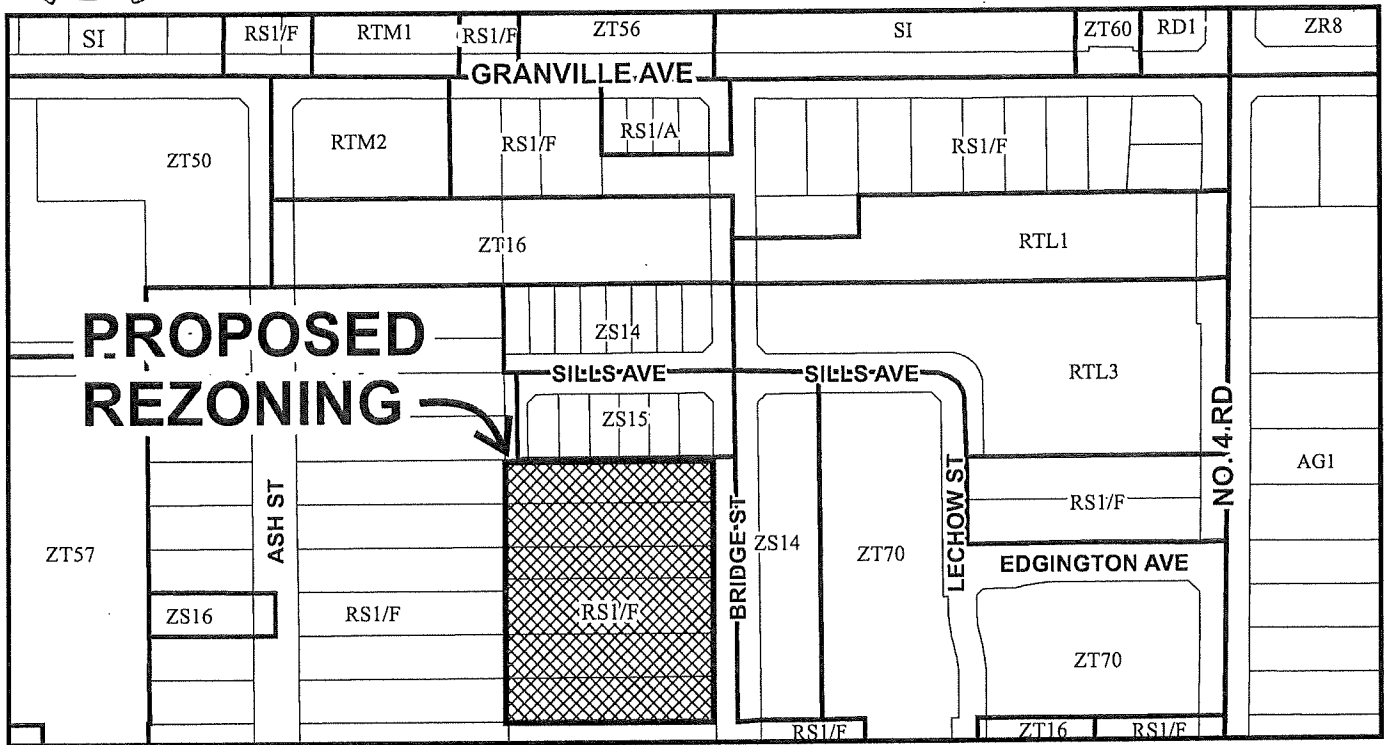 SI
RS1/F
RTM1
RS1/F
ZT56
SI
ZT60
RD1
ZR8
GRANVILLE AVE
ZT50
RTM2
RS1/F
RS1/A
RS1/F
ZT16
RTL1
PROPOSED
REZONING
ZS14
SILLS AVE
SILLS AVE
RTL3
ZS15
NO. 4 RD
AG1
ASH ST
BRIDGE ST
LECHOW ST
RS1/F
ZT57
ZS14
ZT70
EDGINGTON AVE
ZS16
RS1/F
RS1/F
ZT70
RS1/F
ZT16
RS1/F